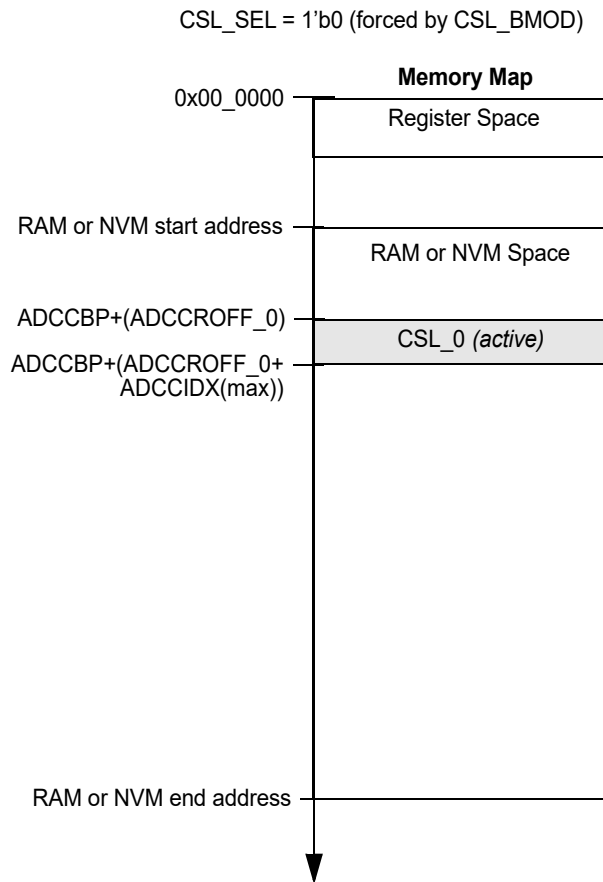 CSL_SEL = 1'b0 (forced by CSL_BMOD)
Memory Map
0x00_0000
Register Space
RAM or NVM start address
RAM or NVM Space
ADCCBP+(ADCCROFF_0)
CSL_0 (active)
ADCCBP+(ADCCROFF_0+
ADCCIDX(max))
RAM or NVM end address